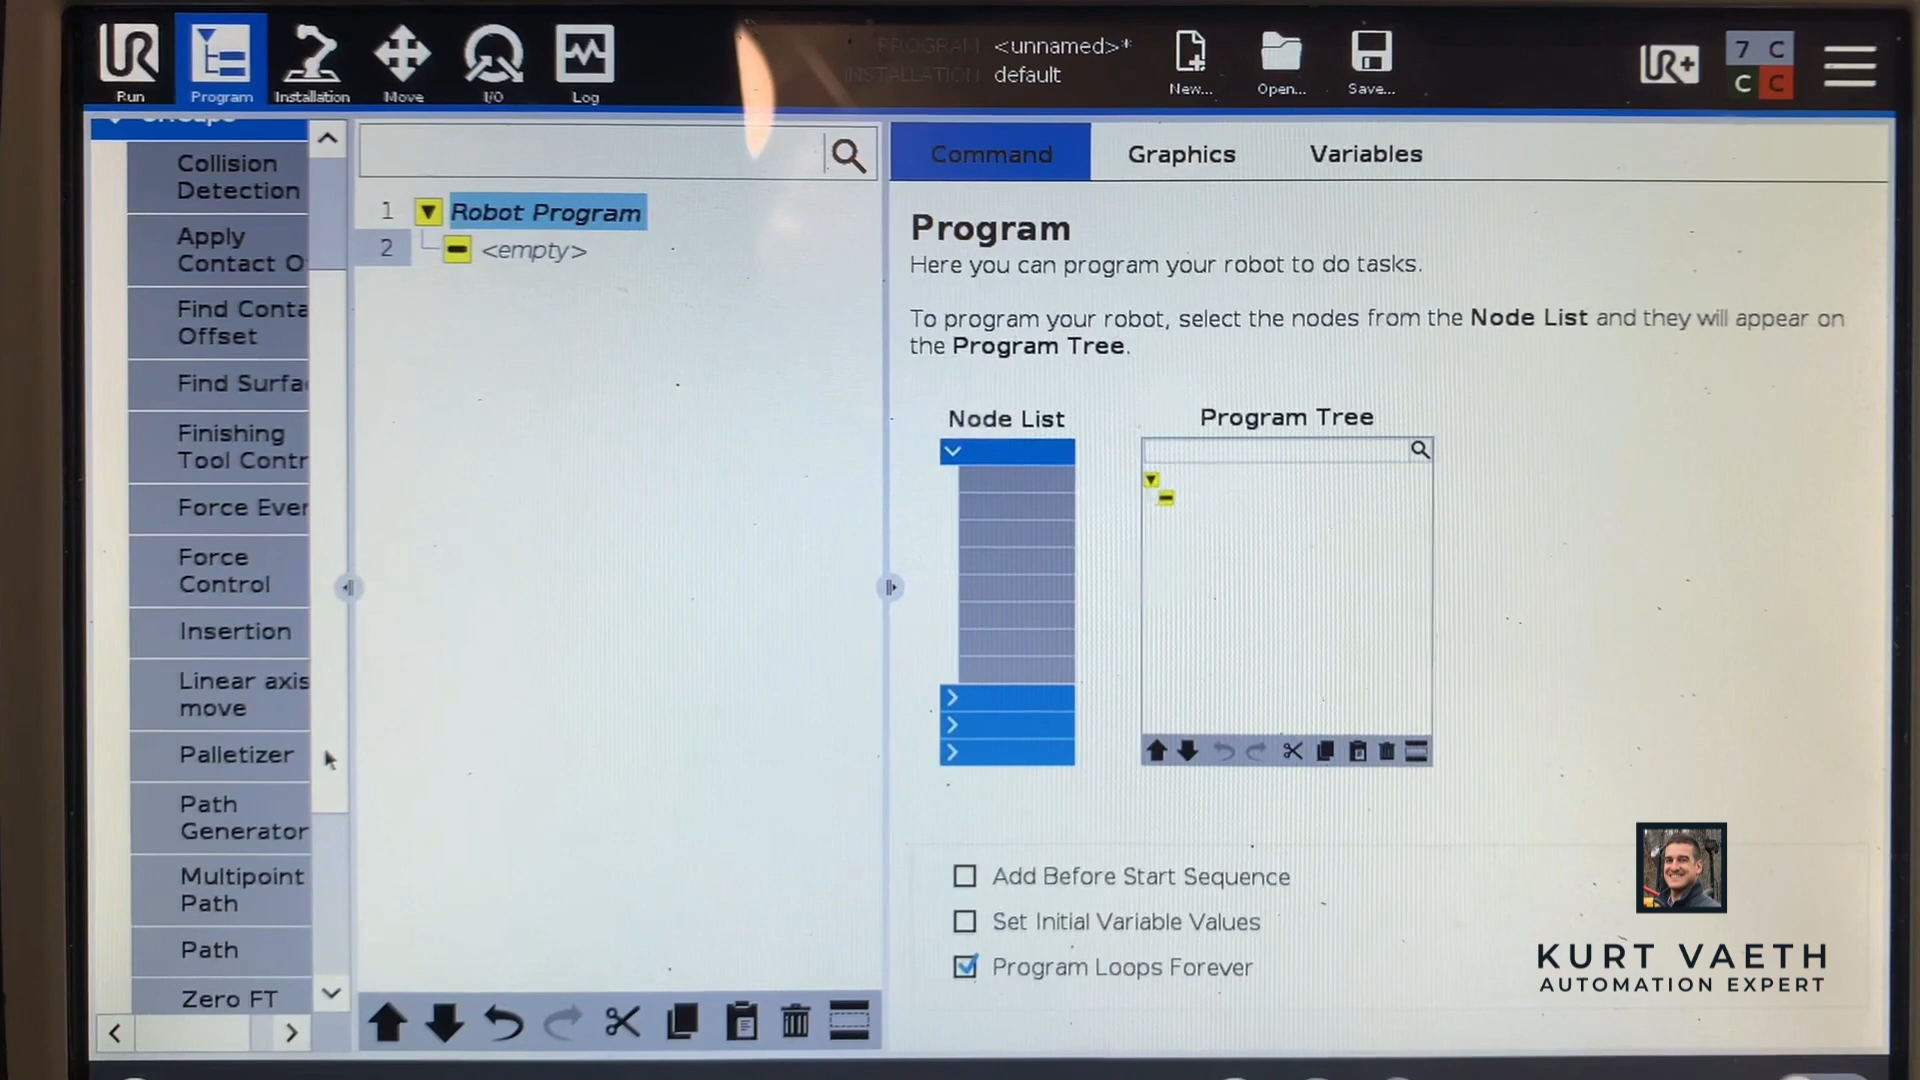 UR
PROGRAM <unnamed>*
INSTALLATION default
Run
Program
Installation
Move
I/O
Log
New...
Open...
Save...
UR+
7 C
C C
Collision
Detection
Apply
Contact O
Find Conta
Offset
Find Surfa
Finishing
Tool Contr
Force Ever
Force
Control
Insertion
Linear axis
move
Palletizer
Path
Generator
Multipoint
Path
Path
Zero FT
1 Robot Program
2 <empty>
Command
Graphics
Variables
Program
Here you can program your robot to do tasks.
To program your robot, select the nodes from the Node List and they will appear on
the Program Tree.
Node List
Program Tree
Add Before Start Sequence
Set Initial Variable Values
Program Loops Forever
KURT VAETH
AUTOMATION EXPERT